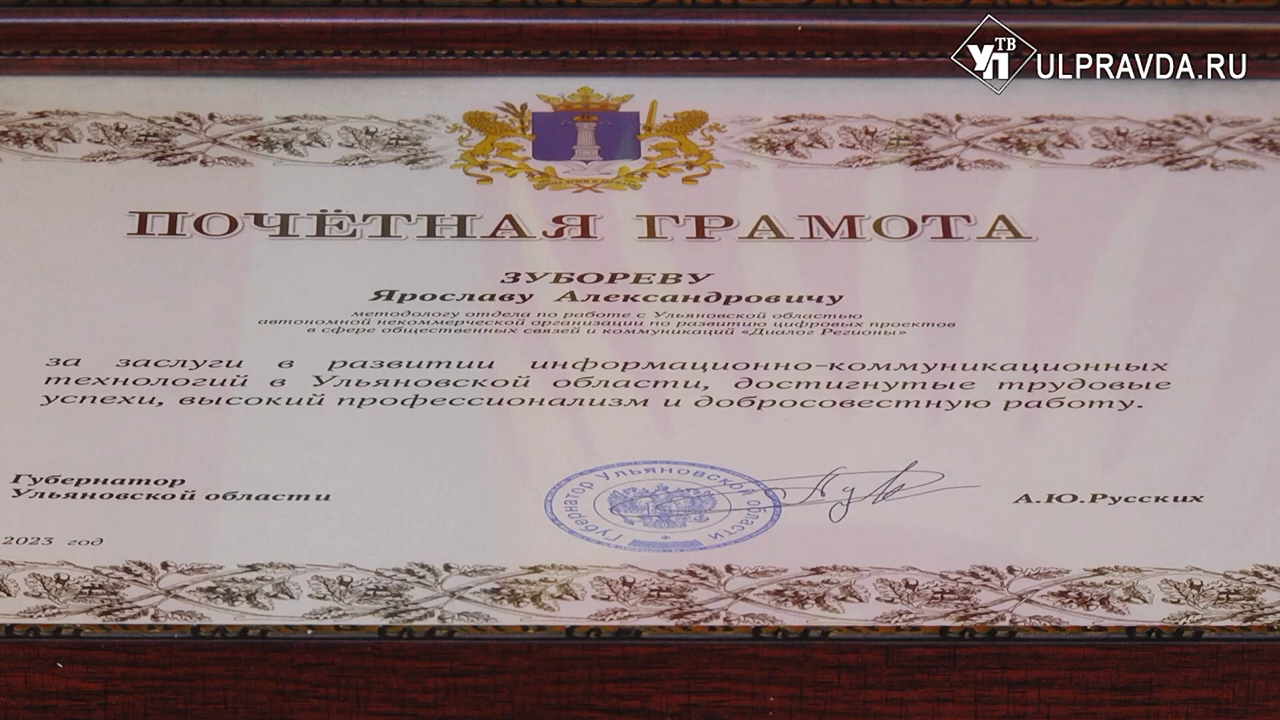 УП ТВ ULPRAVDA.RU
ПОЧЁТНАЯ ГРАМОТА
ЗУБОРЕВУ
Ярославу Александровичу
методологу отдела по работе с Ульяновской областью
автономной некоммерческой организации по развитию цифровых проектов
в сфере общественных связей и коммуникаций «Диалог Регионы»
за заслуги в развитии информационно-коммуникационных
технологий в Ульяновской области, достигнутые трудовые
успехи, высокий профессионализм и добросовестную работу.
Губернатор
Ульяновской области
Губернатор Ульяновской области
А.Ю.Русских
2023 год